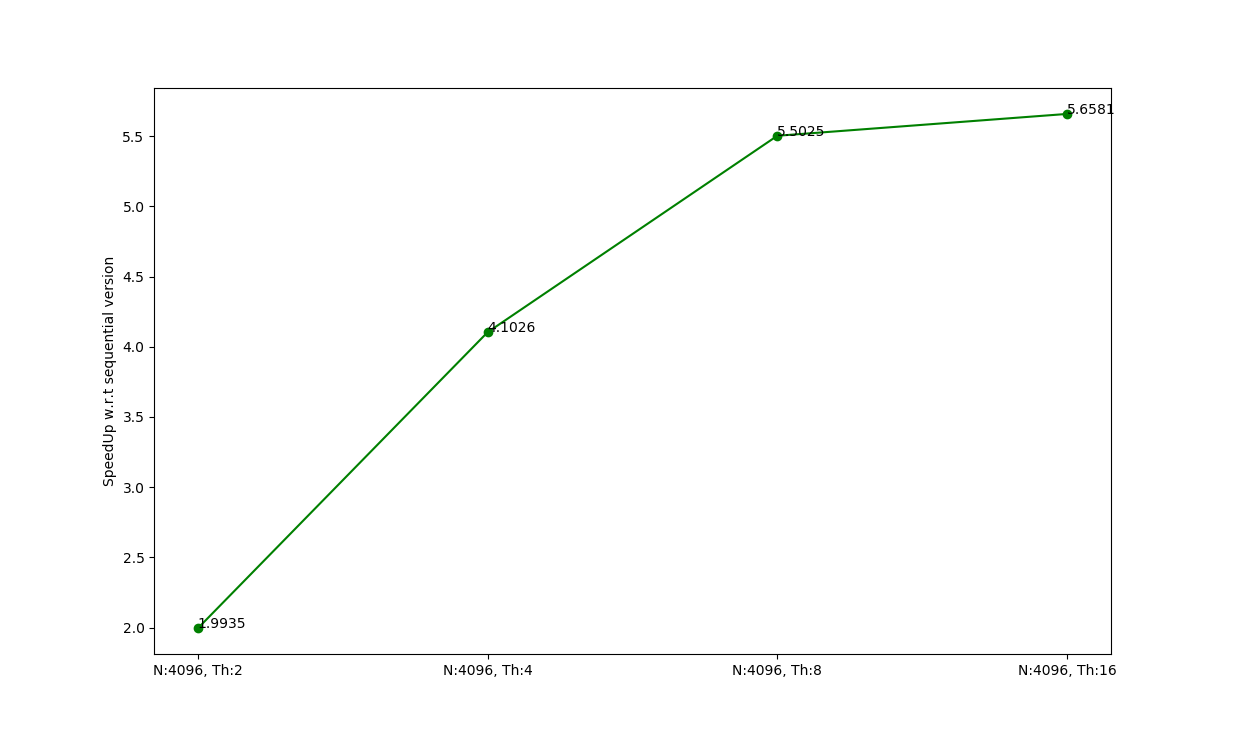 5.5
5.0
4.5
4.0
3.5
3.0
2.5
2.0
SpeedUp w.r.t sequential version
1.9935
4.1026
5.5025
5.6581
N:4096, Th:2
N:4096, Th:4
N:4096, Th:8
N:4096, Th:16